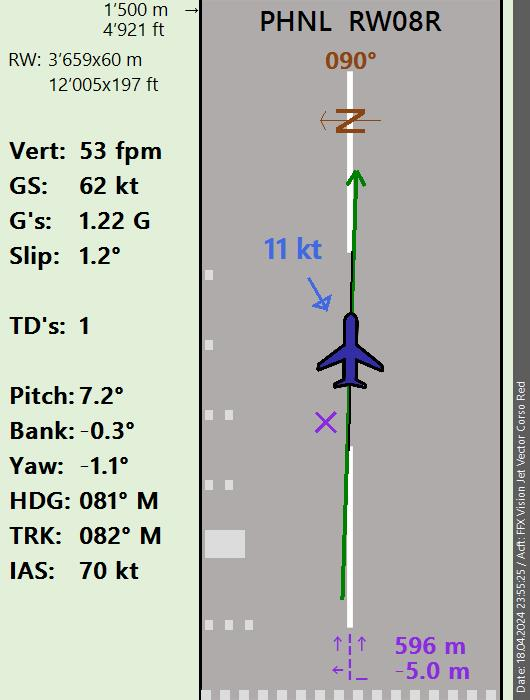 1'500 m →
4'921 ft
RW: 3'659x60 m
12'005x197 ft
Vert: 53 fpm
GS: 62 kt
G's: 1.22 G
Slip: 1.2°
TD's: 1
Pitch: 7.2°
Bank: -0.3°
Yaw: -1.1°
HDG: 081° M
TRK: 082° M
IAS: 70 kt
PHNL RW08R
090°
N
11 kt
596 m
-5.0 m
Date: 18.04.2024 23:55:25 / Acft: FFX Vision Jet Vector Corso Red